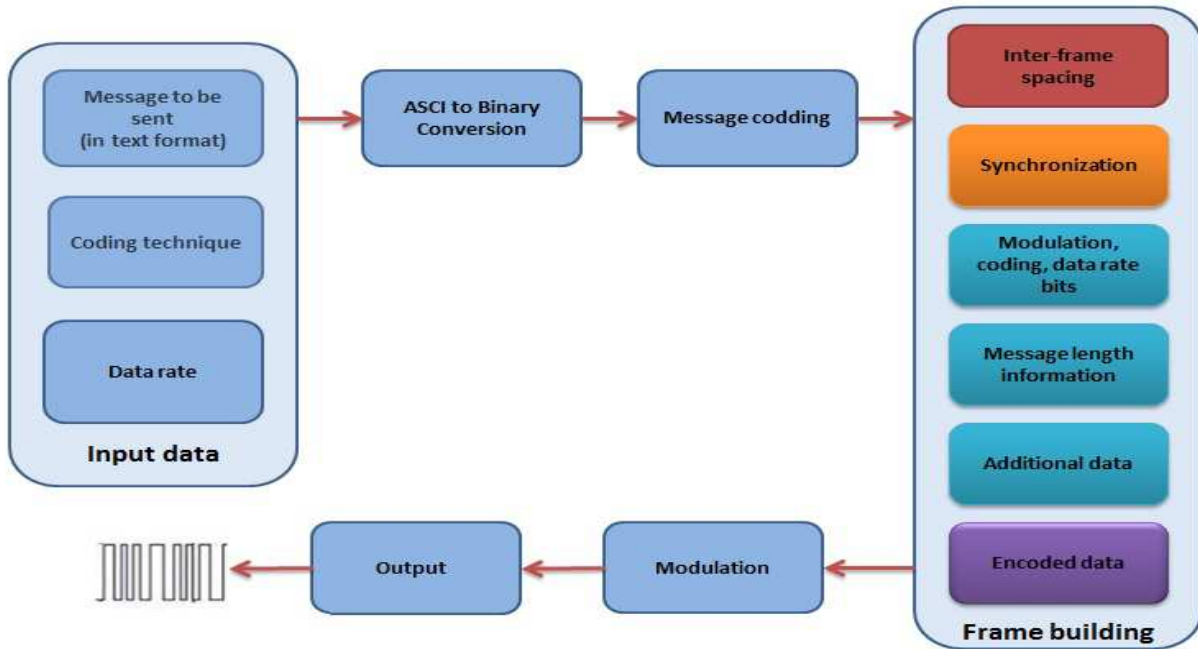 Message to be
sent
(in text format)
Coding technique
Data rate
Input data
ASCI to Binary
Conversion
Message codding
Inter-frame
spacing
Synchronization
Modulation,
coding, data rate
bits
Message length
information
Additional data
Encoded data
Frame building
Modulation
Output